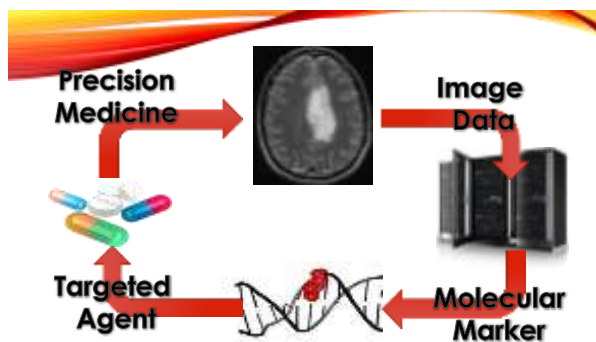 Precision
Medicine
Image
Data
Targeted
Agent
Molecular
Marker